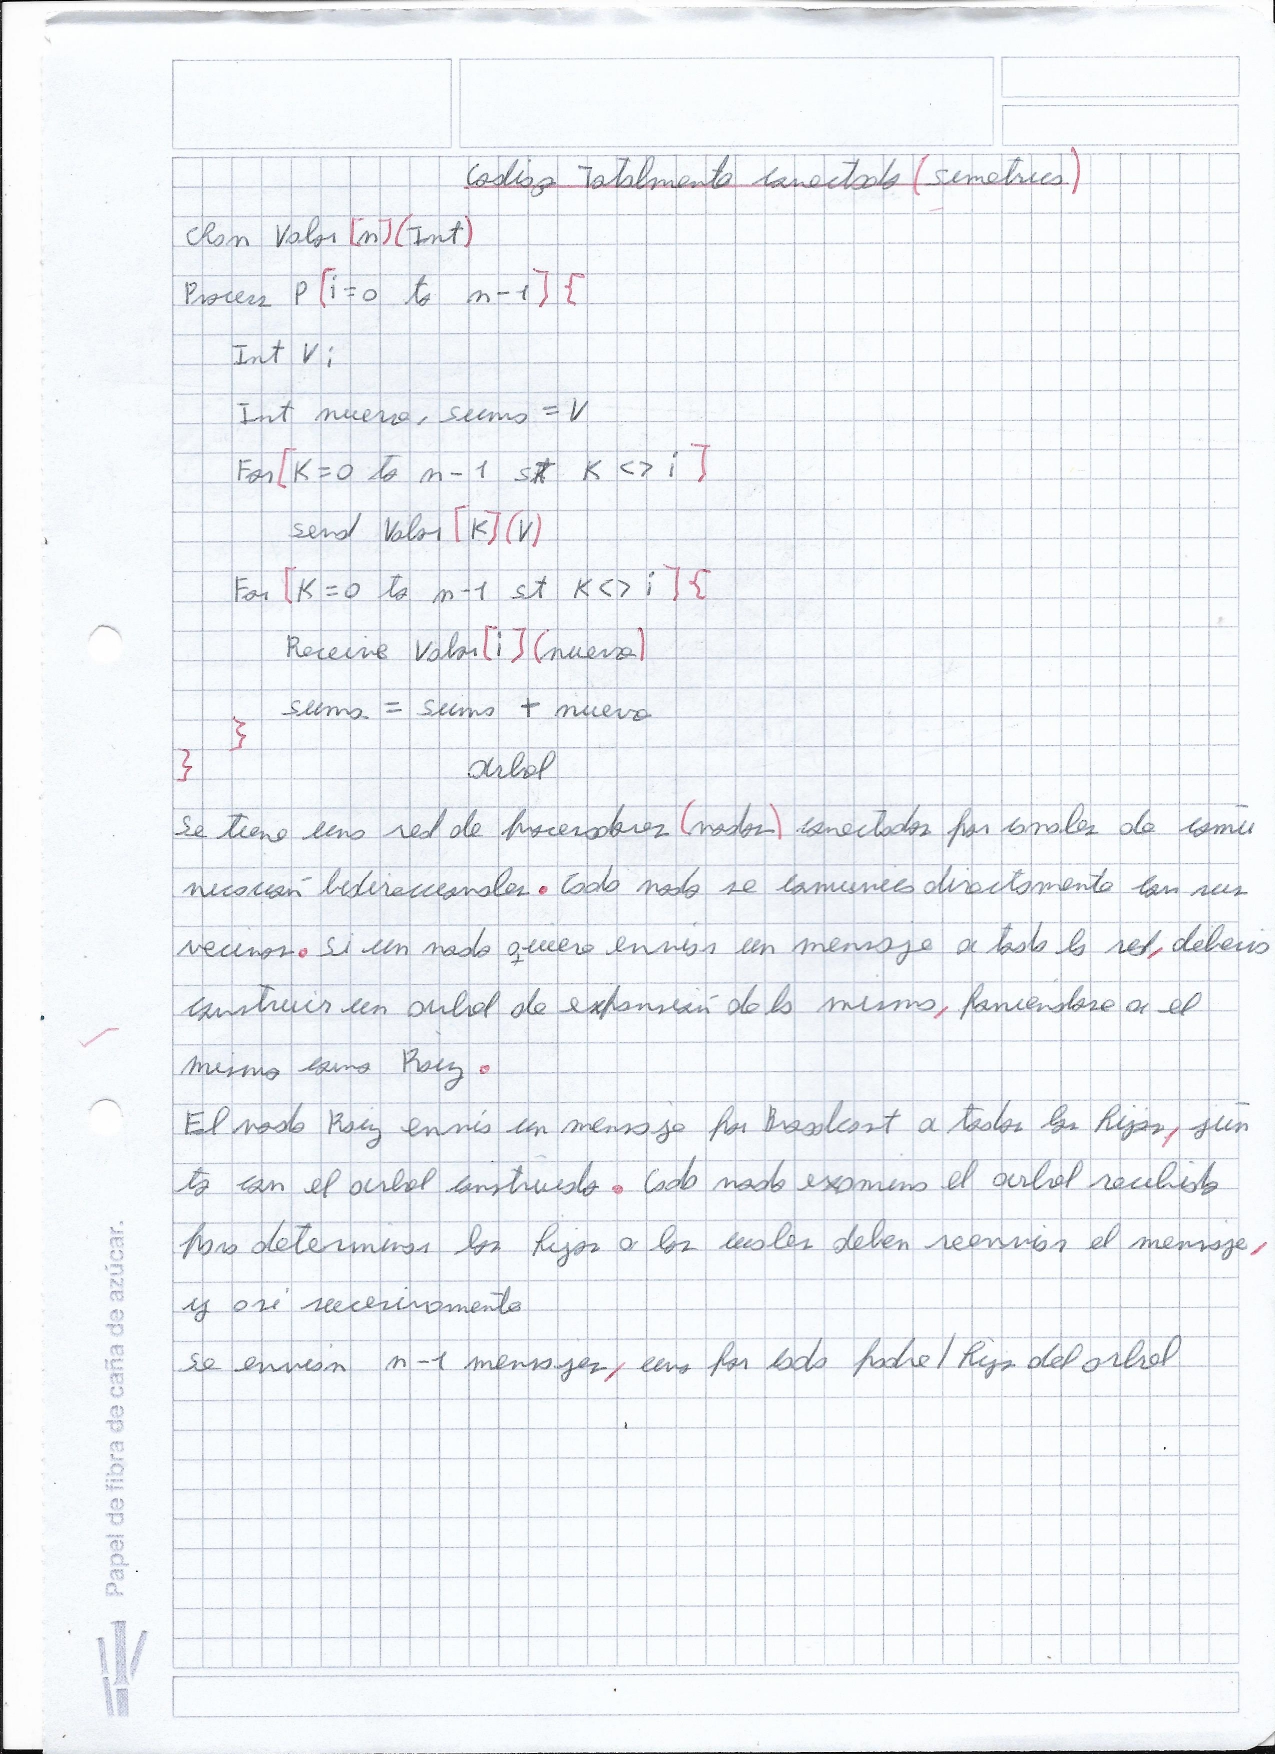 Codigo Totalmente conectado (simetrica)
chan Valor [n](Int)
Process P [i=0 to n-1] {
Int V;
Int nuevo, suma = V
For [K=0 to n-1 st K <> i]
send Valor [K](V)
For [K=0 to n-1 st K<>i] {
Receive Valor[i](nuevo)
suma = suma + nuevo
}
} arbol
se tiene una red de procesadores (nodos) conectados por canales de comu
nicación bidireccionales. Cada nodo se comunica directamente con sus
vecinos. si un nodo quiere enviar un mensaje a toda la red, deberia
construir un arbol de expansión de la misma, poniendose a el
mismo como Raiz.
El nodo Raiz envia un mensaje por Broadcast a todos los hijos, jun
to con el arbol construido. Cada nodo examina el arbol recibido
para determinar los hijos a los cuales deben reenviar el mensaje,
y asi sucesivamente
se envian n-1 mensajes, uno por cada padre/hijo del arbol
Papel de fibra de caña de azúcar.